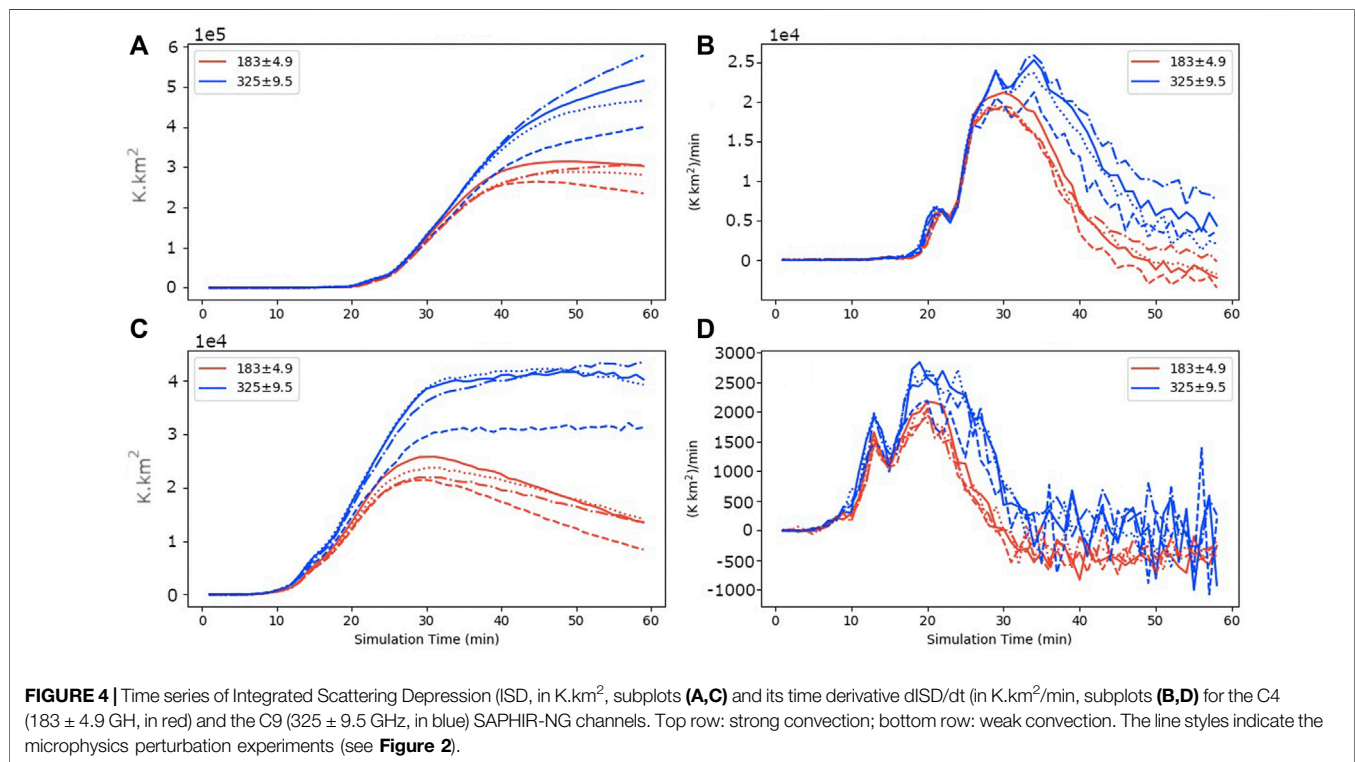 A
1e5
K.km²
6
5
4
3
2
1
0
183±4.9
325±9.5
0 10 20 30 40 50 60
B
1e4
(K km²)/min
2.5
2
1.5
1
0.5
0
183±4.9
325±9.5
0 10 20 30 40 50 60
C
1e4
K.km²
4
3
2
1
0
183±4.9
325±9.5
0 10 20 30 40 50 60
Simulation Time (min)
D
(K km²)/min
3000
2500
2000
1500
1000
500
0
-500
-1000
183±4.9
325±9.5
0 10 20 30 40 50 60
Simulation Time (min)
FIGURE 4 | Time series of Integrated Scattering Depression (ISD, in K.km², subplots (A,C) and its time derivative dISD/dt (in K.km²/min, subplots (B,D) for the C4
(183 ± 4.9 GH, in red) and the C9 (325 ± 9.5 GHz, in blue) SAPHIR-NG channels. Top row: strong convection; bottom row: weak convection. The line styles indicate the
microphysics perturbation experiments (see Figure 2).